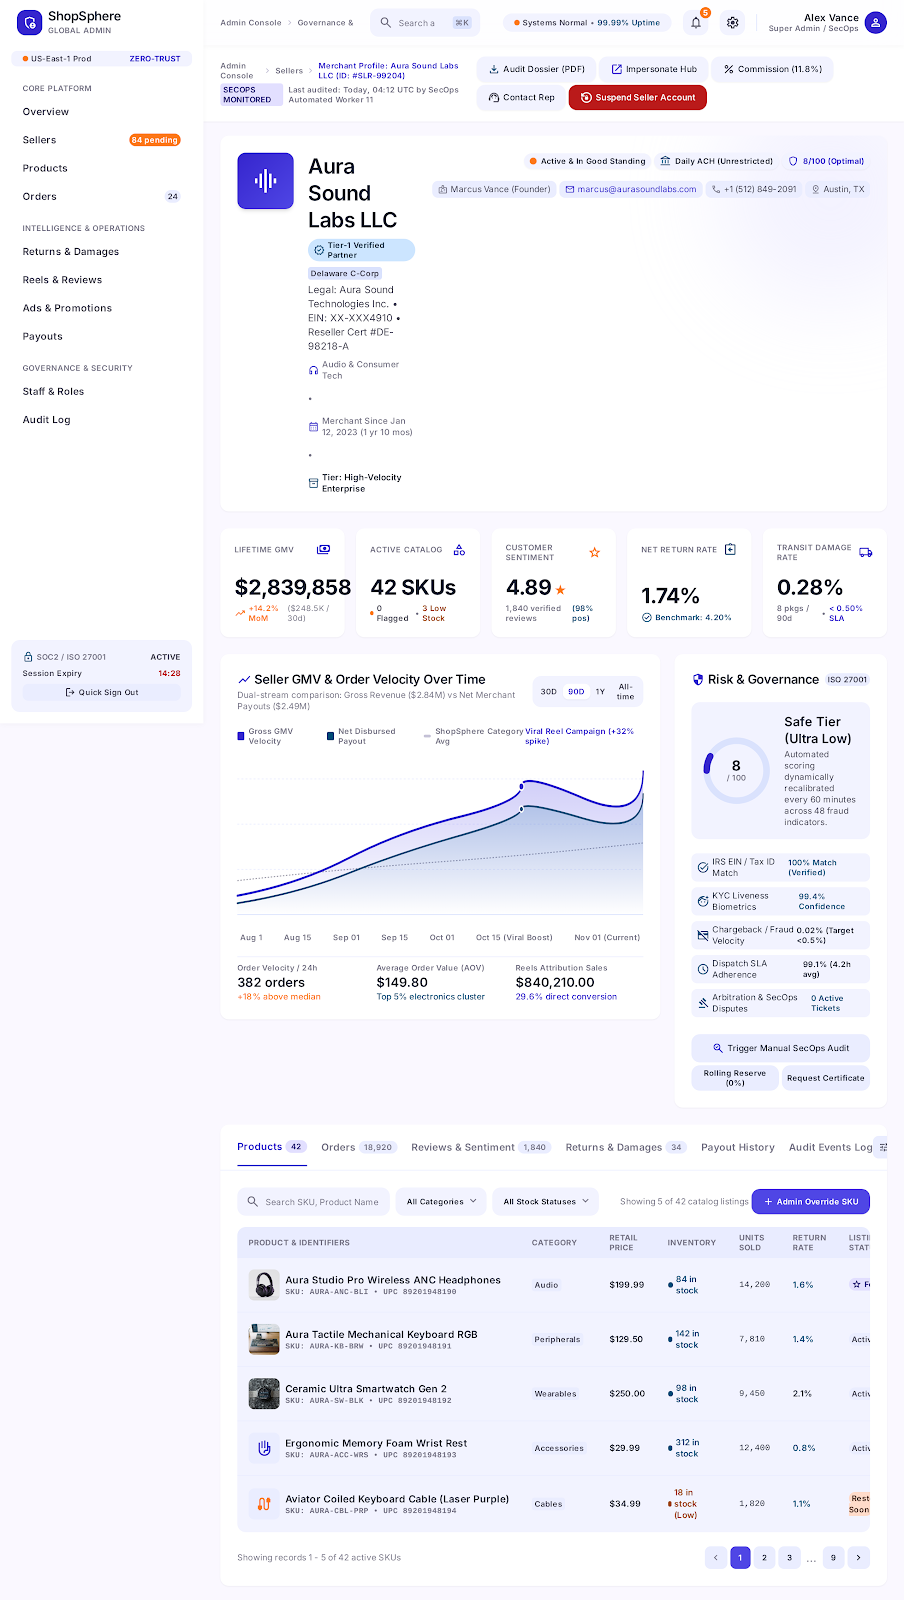 ShopSphere
GLOBAL ADMIN
US-East-1 Prod
ZERO-TRUST
CORE PLATFORM
Overview
Sellers
84 pending
Products
Orders
24
INTELLIGENCE & OPERATIONS
Returns & Damages
Reels & Reviews
Ads & Promotions
Payouts
GOVERNANCE & SECURITY
Staff & Roles
Audit Log
SOC2 / ISO 27001
ACTIVE
Session Expiry
14:28
Quick Sign Out
Admin Console
Governance &
Search a
⌘K
Systems Normal • 99.99% Uptime
5
Alex Vance
Super Admin / SecOps
Admin
Console
Sellers
Merchant Profile: Aura Sound
Labs LLC (ID: #SLR-99204)
SECOPS
MONITORED
Last audited: Today, 04:12 UTC by SecOps
Automated Worker 11
Audit Dossier (PDF)
Impersonate Hub
Commission (11.8%)
Contact Rep
Suspend Seller Account
Aura
Sound
Labs LLC
Tier-1 Verified
Partner
Delaware C-Corp
Legal: Aura Sound
Technologies Inc. •
EIN: XX-XXX4910 •
Reseller Cert #DE-
98218-A
Audio & Consumer
Tech
•
Merchant Since Jan
12, 2023 (1 yr 10 mos)
•
Tier: High-Velocity
Enterprise
Active & In Good Standing
Daily ACH (Unrestricted)
8/100 (Optimal)
Marcus Vance (Founder)
marcus@aurasoundlabs.com
+1 (512) 849-2091
Austin, TX
LIFETIME GMV
$2,839,858
+14.2%
MoM
($248.5K /
30d)
ACTIVE CATALOG
42 SKUs
0
Flagged
•
3 Low
Stock
CUSTOMER
SENTIMENT
4.89 ★
1,840 verified
reviews
(98%
pos)
NET RETURN RATE
1.74%
Benchmark: 4.20%
TRANSIT DAMAGE
RATE
0.28%
8 pkgs /
90d
•
< 0.50%
SLA
Seller GMV & Order Velocity Over Time
Dual-stream comparison: Gross Revenue ($2.84M) vs Net Merchant
Payouts ($2.49M)
30D
90D
1Y
All-
time
Gross GMV
Velocity
Net Disbursed
Payout
ShopSphere Category
Avg
Viral Reel Campaign (+32%
spike)
Aug 1
Aug 15
Sep 01
Sep 15
Oct 01
Oct 15 (Viral Boost)
Nov 01 (Current)
Order Velocity / 24h
382 orders
+18% above median
Average Order Value (AOV)
$149.80
Top 5% electronics cluster
Reels Attribution Sales
$840,210.00
29.6% direct conversion
Risk & Governance
ISO 27001
8
/ 100
Safe Tier
(Ultra Low)
Automated
scoring
dynamically
recalibrated
every 60 minutes
across 48 fraud
indicators.
IRS EIN / Tax ID
Match
100% Match
(Verified)
KYC Liveness
Biometrics
99.4%
Confidence
Chargeback / Fraud
Velocity
0.02% (Target
<0.5%)
Dispatch SLA
Adherence
99.1% (4.2h
avg)
Arbitration & SecOps
Disputes
0 Active
Tickets
Trigger Manual SecOps Audit
Rolling Reserve
(0%)
Request Certificate
Products
42
Orders
18,920
Reviews & Sentiment
1,840
Returns & Damages
34
Payout History
Audit Events Log
Search SKU, Product Name
All Categories
All Stock Statuses
Showing 5 of 42 catalog listings
+ Admin Override SKU
PRODUCT & IDENTIFIERS
CATEGORY
RETAIL
PRICE
INVENTORY
UNITS
SOLD
RETURN
RATE
LISTI
STAT
Aura Studio Pro Wireless ANC Headphones
SKU: AURA-ANC-BLI • UPC 89201948190
Audio
$199.99
84 in
stock
14,200
1.6%
Fe
Aura Tactile Mechanical Keyboard RGB
SKU: AURA-KB-BRW • UPC 89201948191
Peripherals
$129.50
142 in
stock
7,810
1.4%
Activ
Ceramic Ultra Smartwatch Gen 2
SKU: AURA-SW-BLK • UPC 89201948192
Wearables
$250.00
98 in
stock
9,450
2.1%
Activ
Ergonomic Memory Foam Wrist Rest
SKU: AURA-ACC-WRS • UPC 89201948193
Accessories
$29.99
312 in
stock
12,400
0.8%
Activ
Aviator Coiled Keyboard Cable (Laser Purple)
SKU: AURA-CBL-PRP • UPC 89201948194
Cables
$34.99
18 in
stock
(Low)
1,820
1.1%
Rest
Soon
Showing records 1 - 5 of 42 active SKUs
1
2
3
...
9